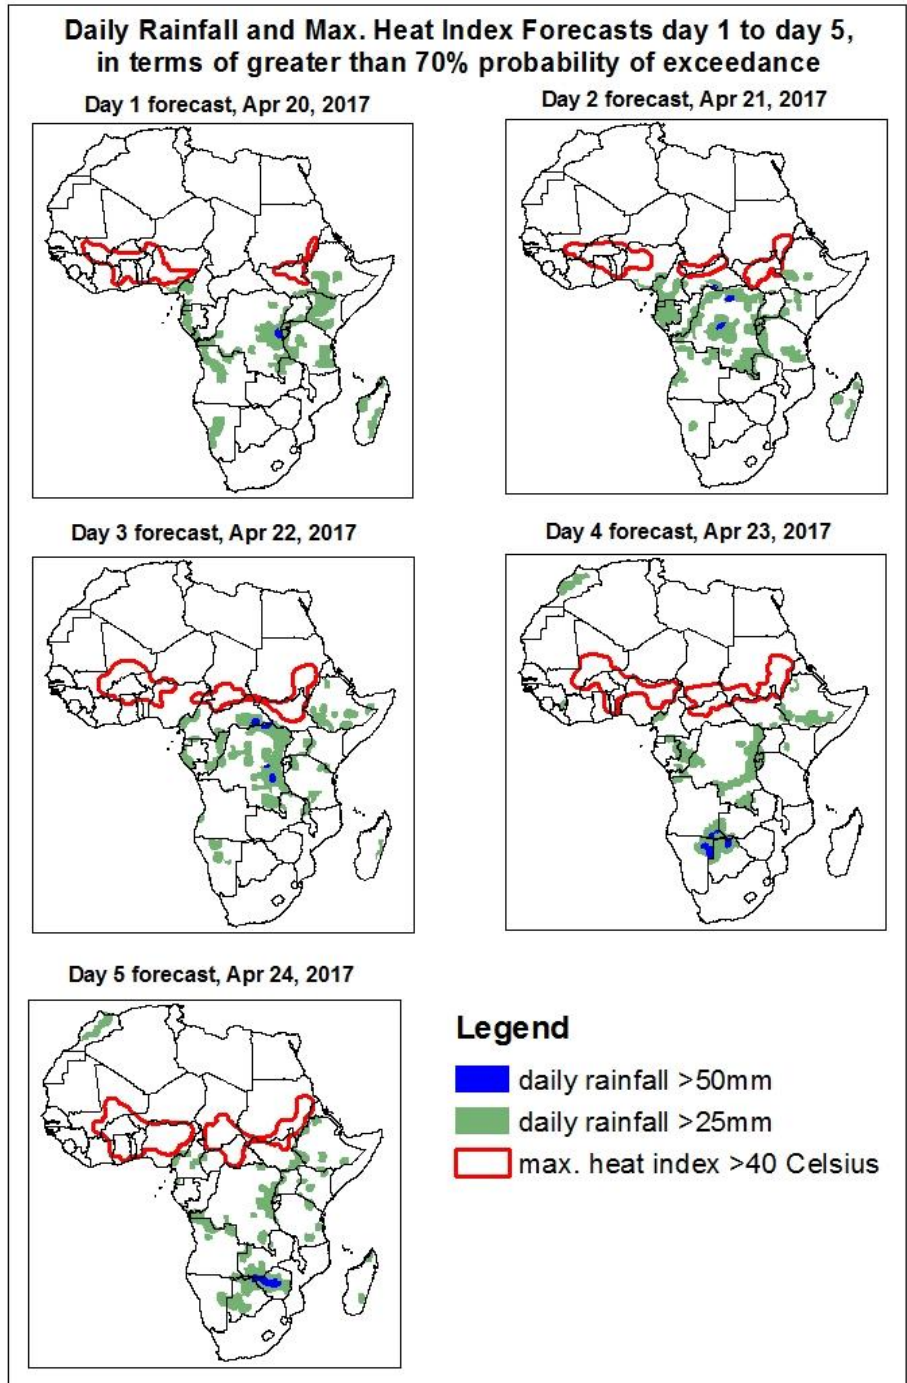 Daily Rainfall and Max. Heat Index Forecasts day 1 to day 5,
in terms of greater than 70% probability of exceedance
Day 1 forecast, Apr 20, 2017
Day 2 forecast, Apr 21, 2017
Day 3 forecast, Apr 22, 2017
Day 4 forecast, Apr 23, 2017
Day 5 forecast, Apr 24, 2017
Legend
daily rainfall >50mm
daily rainfall >25mm
max. heat index >40 Celsius